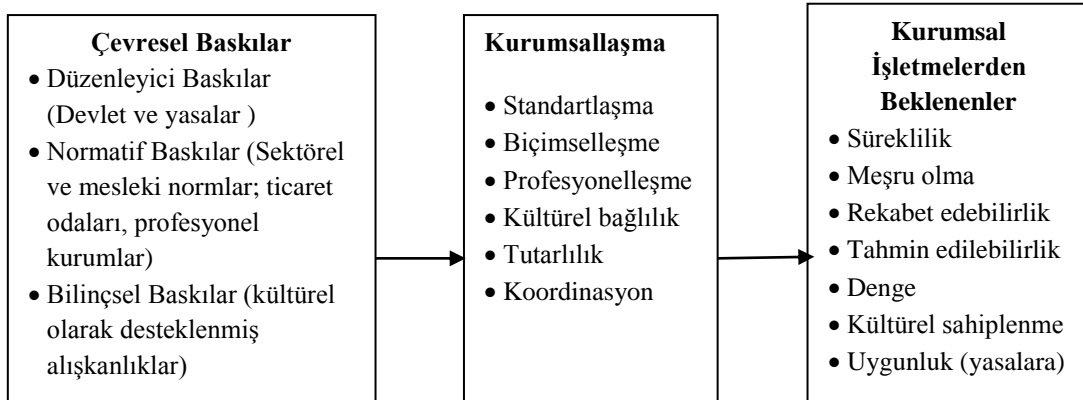 Çevresel Baskılar
• Düzenleyici Baskılar
(Devlet ve yasalar )
• Normatif Baskılar (Sektörel
ve mesleki normlar; ticaret
odaları, profesyonel
kurumlar)
• Bilinçsel Baskılar (kültürel
olarak desteklenmiş
alışkanlıklar)
Kurumsallaşma
• Standartlaşma
• Biçimselleşme
• Profesyonelleşme
• Kültürel bağlılık
• Tutarlılık
• Koordinasyon
Kurumsal
İşletmelerden
Beklenenler
• Süreklilik
• Meşru olma
• Rekabet edebilirlik
• Tahmin edilebilirlik
• Denge
• Kültürel sahiplenme
• Uygunluk (yasalara)